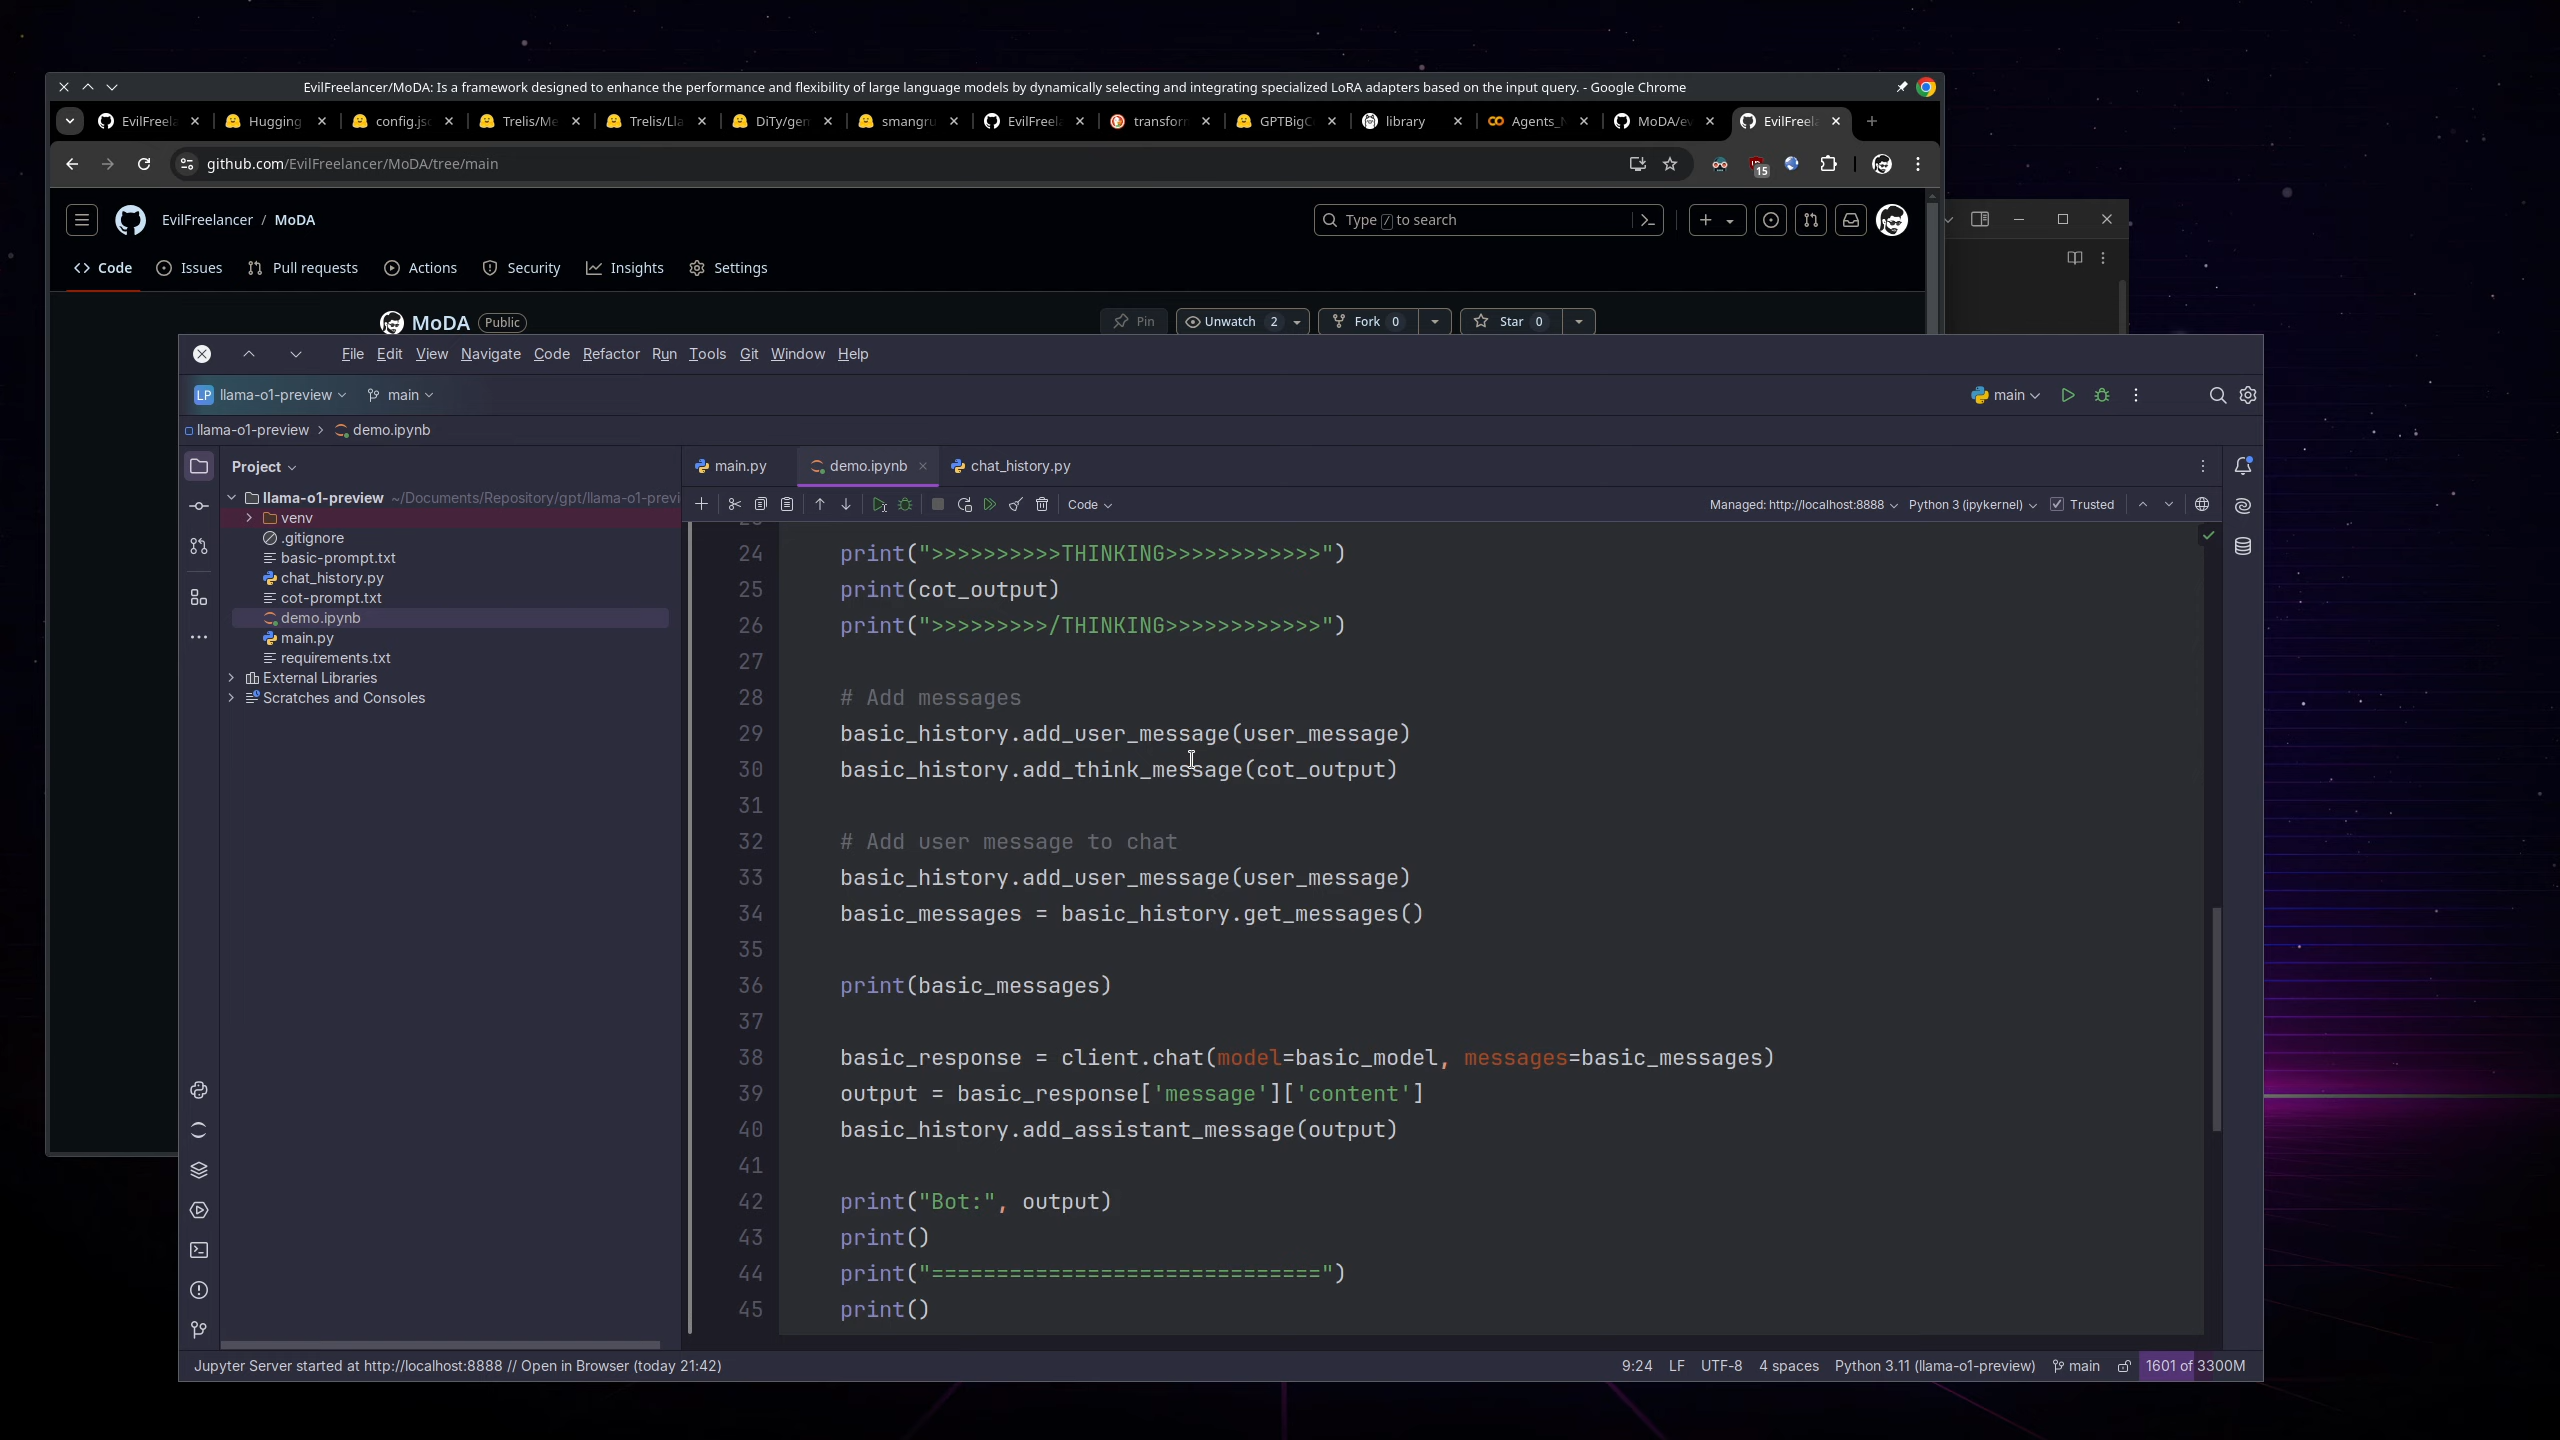 EvilFreelancer/MoDA: Is a framework designed to enhance the performance and flexibility of large language models by dynamically selecting and integrating specialized LoRA adapters based on the input query. - Google Chrome
EvilFreela Hugging config.jso Trelis/Me Trelis/Lla DiTy/gen smangru EvilFreela transform GPTBigC library Agents_N MoDA/ev EvilFreela
github.com/EvilFreelancer/MoDA/tree/main
15
EvilFreelancer / MoDA
Type / to search
Code Issues Pull requests Actions Security Insights Settings
MoDA Public
Pin Unwatch 2 Fork 0 Star 0
File Edit View Navigate Code Refactor Run Tools Git Window Help
LP llama-o1-preview main
main
llama-o1-preview > demo.ipynb
Project
main.py demo.ipynb chat_history.py
llama-o1-preview ~/Documents/Repository/gpt/llama-o1-previ
venv
.gitignore
basic-prompt.txt
chat_history.py
cot-prompt.txt
demo.ipynb
main.py
requirements.txt
External Libraries
Scratches and Consoles
Code
Managed: http://localhost:8888 Python 3 (ipykernel) Trusted
24 print(">>>>>>>>>>THINKING>>>>>>>>>>>>")
25 print(cot_output)
26 print(">>>>>>>>>/THINKING>>>>>>>>>>>>")
27
28 # Add messages
29 basic_history.add_user_message(user_message)
30 basic_history.add_think_message(cot_output)
31
32 # Add user message to chat
33 basic_history.add_user_message(user_message)
34 basic_messages = basic_history.get_messages()
35
36 print(basic_messages)
37
38 basic_response = client.chat(model=basic_model, messages=basic_messages)
39 output = basic_response['message']['content']
40 basic_history.add_assistant_message(output)
41
42 print("Bot:", output)
43 print()
44 print("==============================")
45 print()
Jupyter Server started at http://localhost:8888 // Open in Browser (today 21:42)
9:24 LF UTF-8 4 spaces Python 3.11 (llama-o1-preview) main 1601 of 3300M